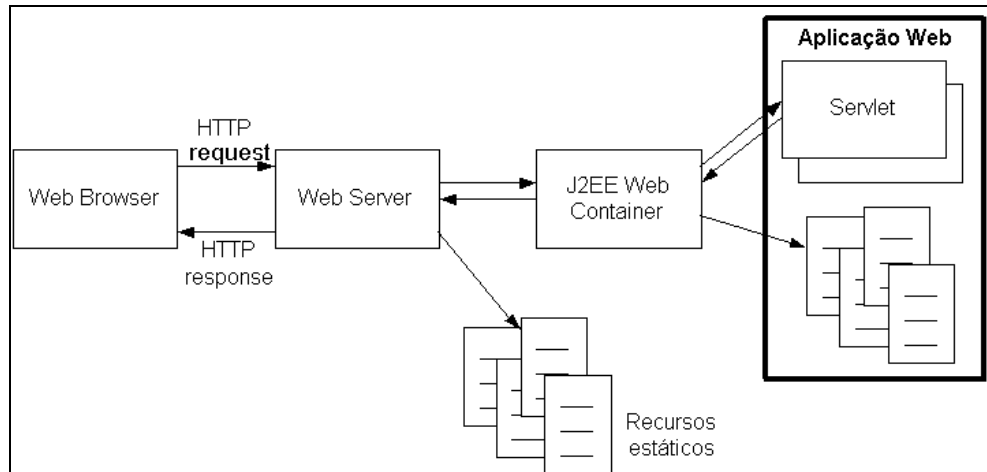 Aplicação Web
Servlet
HTTP
request
Web Browser
Web Server
J2EE Web
Container
HTTP
response
Recursos
estáticos